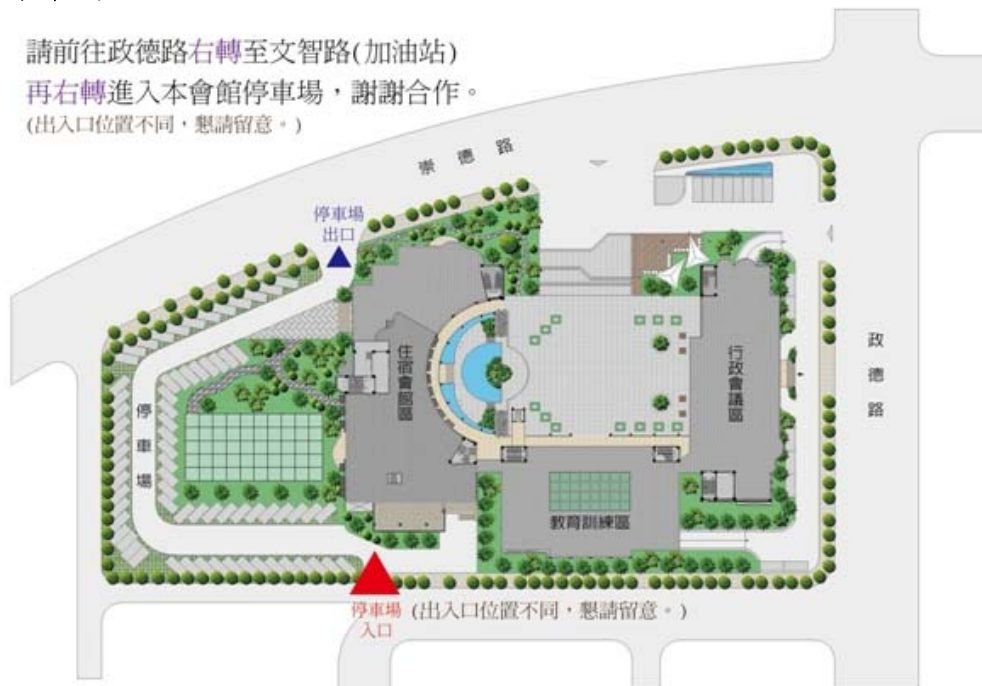 請前往政德路右轉至文智路(加油站)
再右轉進入本會館停車場，謝謝合作。
(出入口位置不同，懇請留意。)
崇德路
停車場
出口
住宿會館區
行政會議區
政德路
停車場
教育訓練區
停車場 (出入口位置不同，懇請留意。)
入口